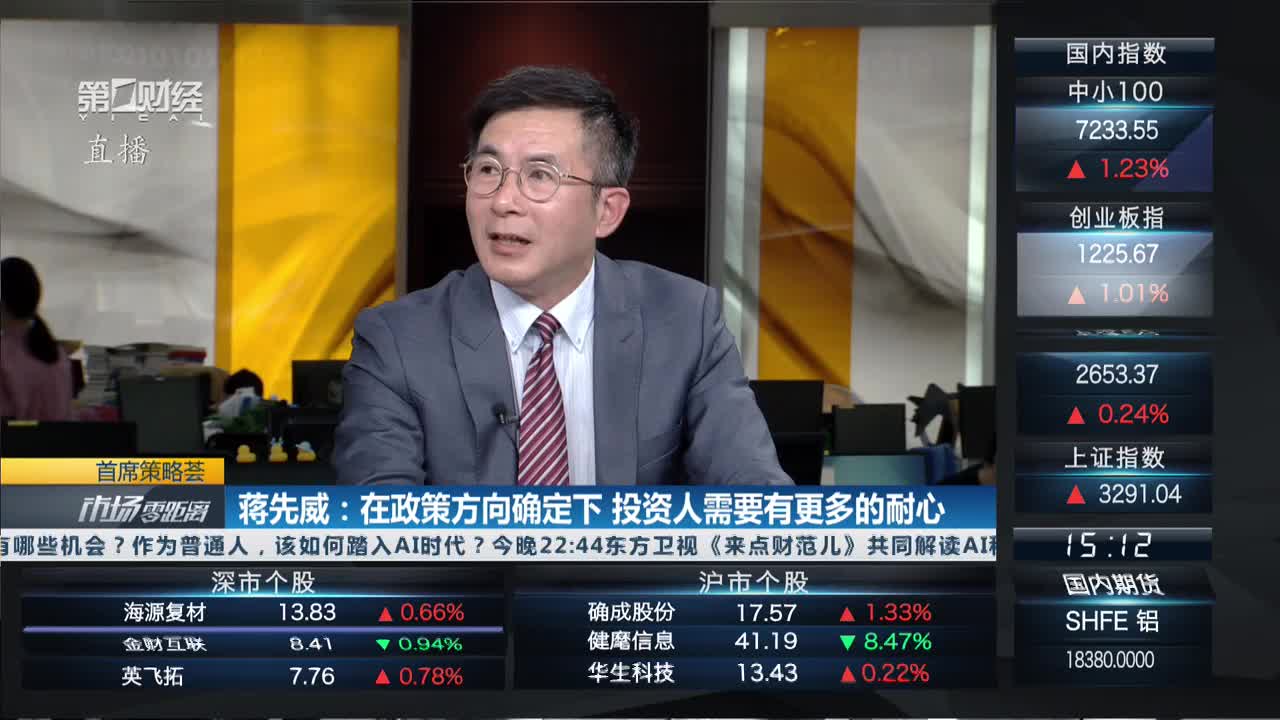 第一财经
YICAI
直播
国内指数
中小100
7233.55
▲ 1.23%
创业板指
1225.67
▲ 1.01%
2653.37
▲ 0.24%
上证指数
▲ 3291.04
15:12
国内期货
SHFE 铝
18380.0000
首席策略荟
市场零距离
蒋先威：在政策方向确定下 投资人需要有更多的耐心
有哪些机会？作为普通人，该如何踏入AI时代？今晚22:44东方卫视《来点财范儿》共同解读AI
深市个股
海源复材 13.83 ▲ 0.66%
金财互联 8.41 ▼ 0.94%
英飞拓 7.76 ▲ 0.78%
沪市个股
确成股份 17.57 ▲ 1.33%
健麾信息 41.19 ▼ 8.47%
华生科技 13.43 ▲ 0.22%